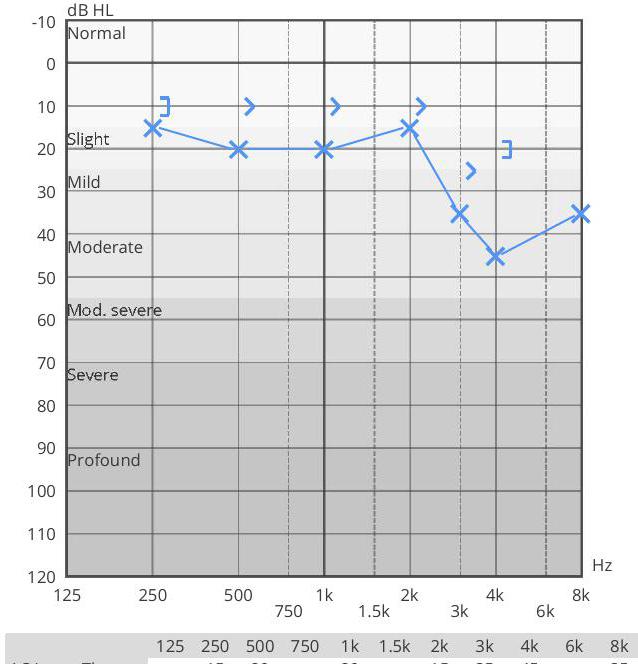 dB HL
-10
Normal
0
10
Slight
20
Mild
30
40
Moderate
50
Mod. severe
60
70
Severe
80
90
Profound
100
110
120
Hz
125 250 500 1k 2k 4k 8k
750 1.5k 3k 6k
125 250 500 750 1k 1.5k 2k 3k 4k 6k 8k